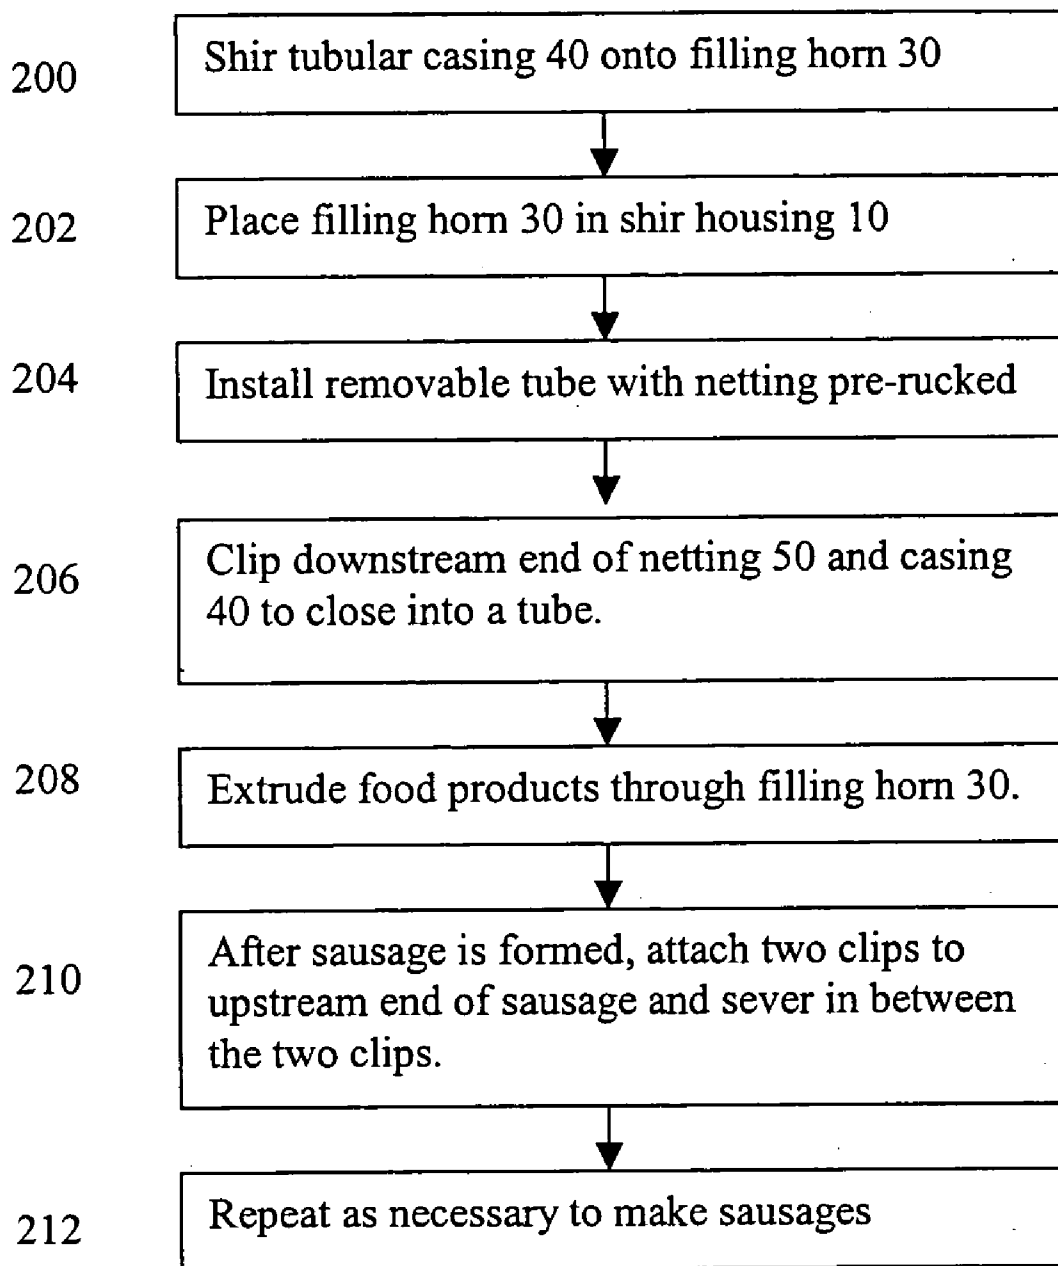 200
Shir tubular casing 40 onto filling horn 30
202
Place filling horn 30 in shir housing 10
204
Install removable tube with netting pre-rucked
206
Clip downstream end of netting 50 and casing
40 to close into a tube.
208
Extrude food products through filling horn 30.
210
After sausage is formed, attach two clips to
upstream end of sausage and sever in between
the two clips.
212
Repeat as necessary to make sausages